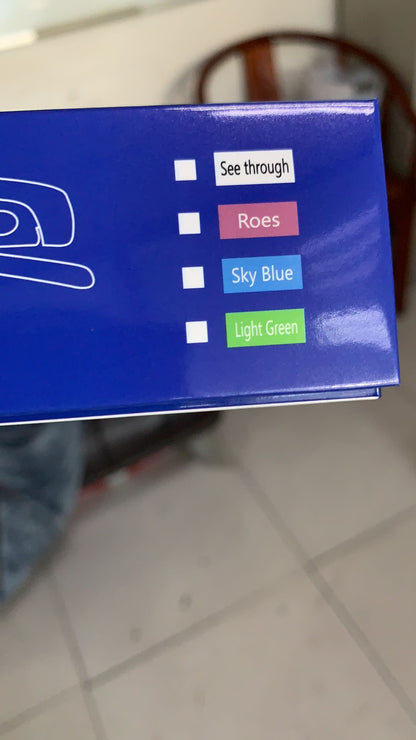 See through
Roes
Sky Blue
Light Green